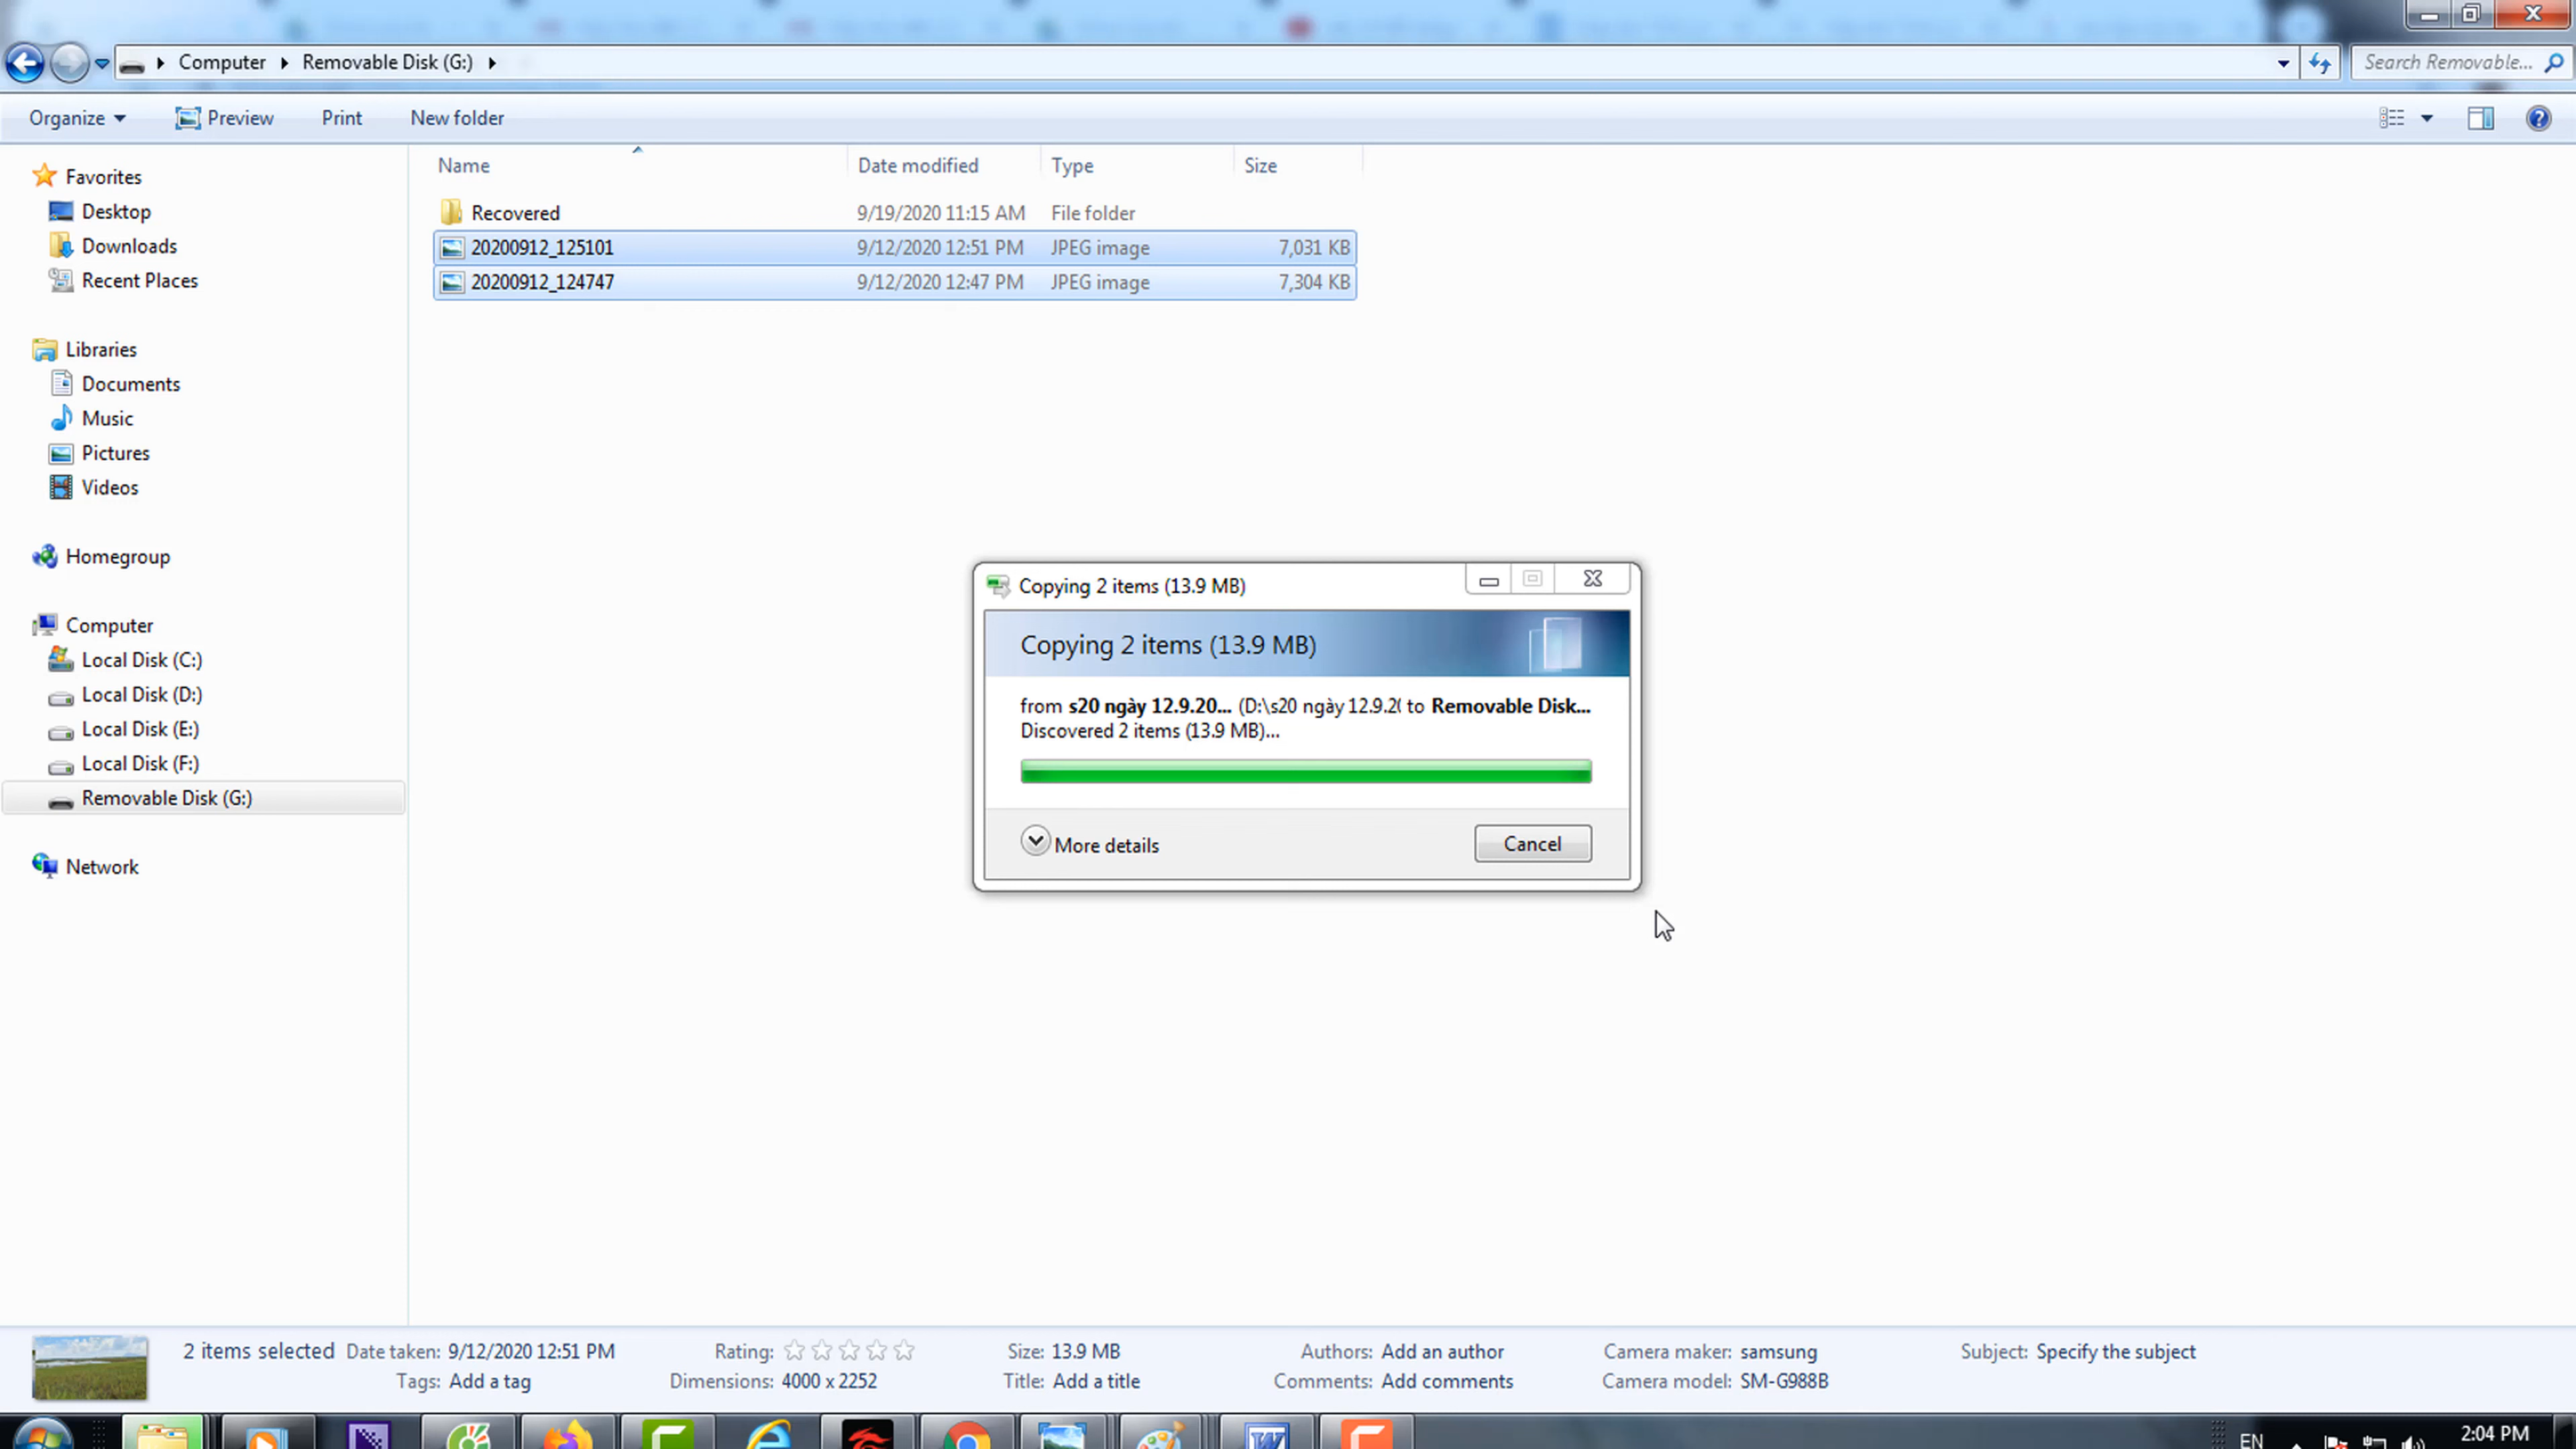 Computer Removable Disk (G:) Search Removable...
Organize Preview Print New folder
Favorites
Desktop
Downloads
Recent Places
Libraries
Documents
Music
Pictures
Videos
Homegroup
Computer
Local Disk (C:)
Local Disk (D:)
Local Disk (E:)
Local Disk (F:)
Removable Disk (G:)
Network
Name Date modified Type Size
Recovered 9/19/2020 11:15 AM File folder
20200912_125101 9/12/2020 12:51 PM JPEG image 7,031 KB
20200912_124747 9/12/2020 12:47 PM JPEG image 7,304 KB
Copying 2 items (13.9 MB)
Copying 2 items (13.9 MB)
from s20 ngày 12.9.20... (D:\s20 ngày 12.9.20 to Removable Disk...
Discovered 2 items (13.9 MB)...
More details Cancel
2 items selected Date taken: 9/12/2020 12:51 PM Rating: Size: 13.9 MB Authors: Add an author Camera maker: samsung Subject: Specify the subject
Tags: Add a tag Dimensions: 4000 x 2252 Title: Add a title Comments: Add comments Camera model: SM-G988B
EN 2:04 PM